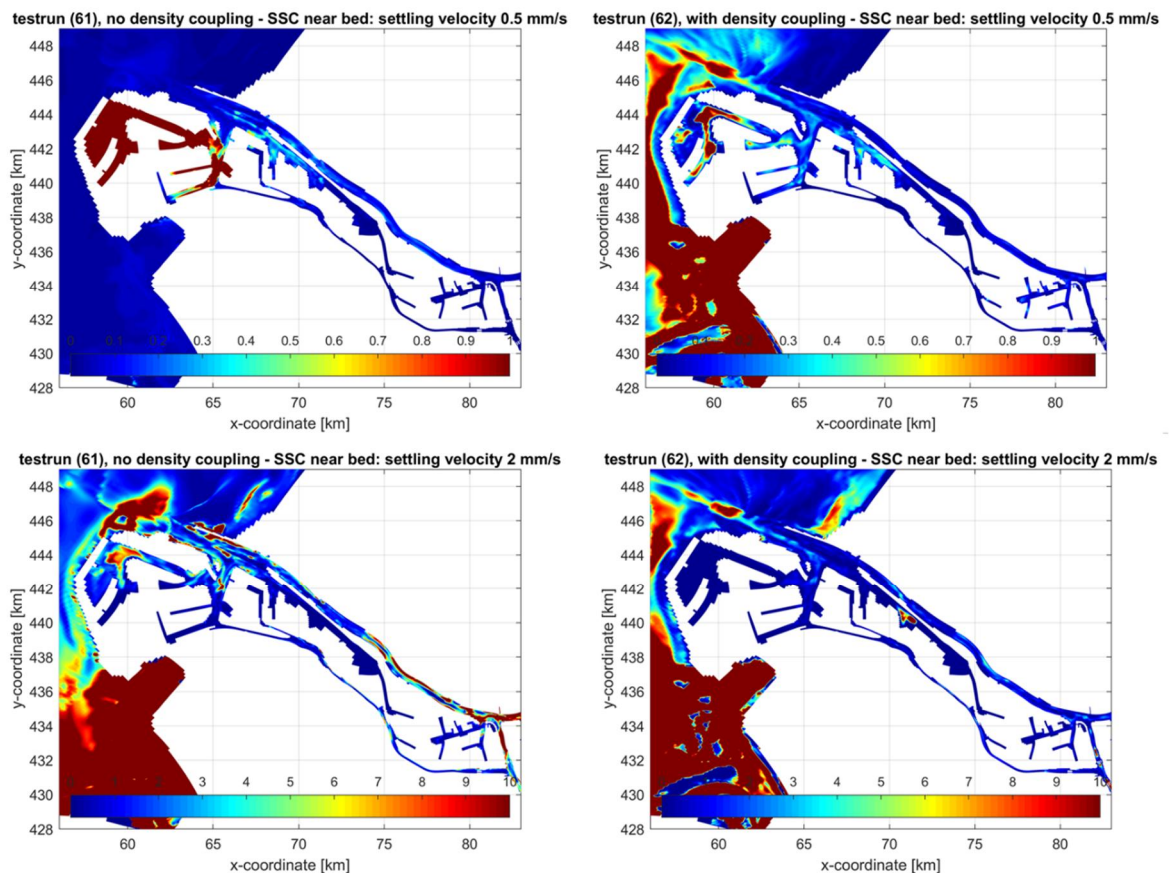 testrun (61), no density coupling - SSC near bed: settling velocity 0.5 mm/s
448
446
444
442
440
438
436
434
432
430
428
y-coordinate [km]
0 0.1 0.2 0.3 0.4 0.5 0.6 0.7 0.8 0.9 1
60 65 70 75 80
x-coordinate [km]
testrun (62), with density coupling - SSC near bed: settling velocity 0.5 mm/s
448
446
444
442
440
438
436
434
432
430
428
y-coordinate [km]
0.3 0.4 0.5 0.6 0.7 0.8 0.9 1
60 65 70 75 80
x-coordinate [km]
testrun (61), no density coupling - SSC near bed: settling velocity 2 mm/s
448
446
444
442
440
438
436
434
432
430
428
y-coordinate [km]
0 1 2 3 4 5 6 7 8 9 10
60 65 70 75 80
x-coordinate [km]
testrun (62), with density coupling - SSC near bed: settling velocity 2 mm/s
448
446
444
442
440
438
436
434
432
430
428
y-coordinate [km]
3 4 5 6 7 8 9 10
60 65 70 75 80
x-coordinate [km]